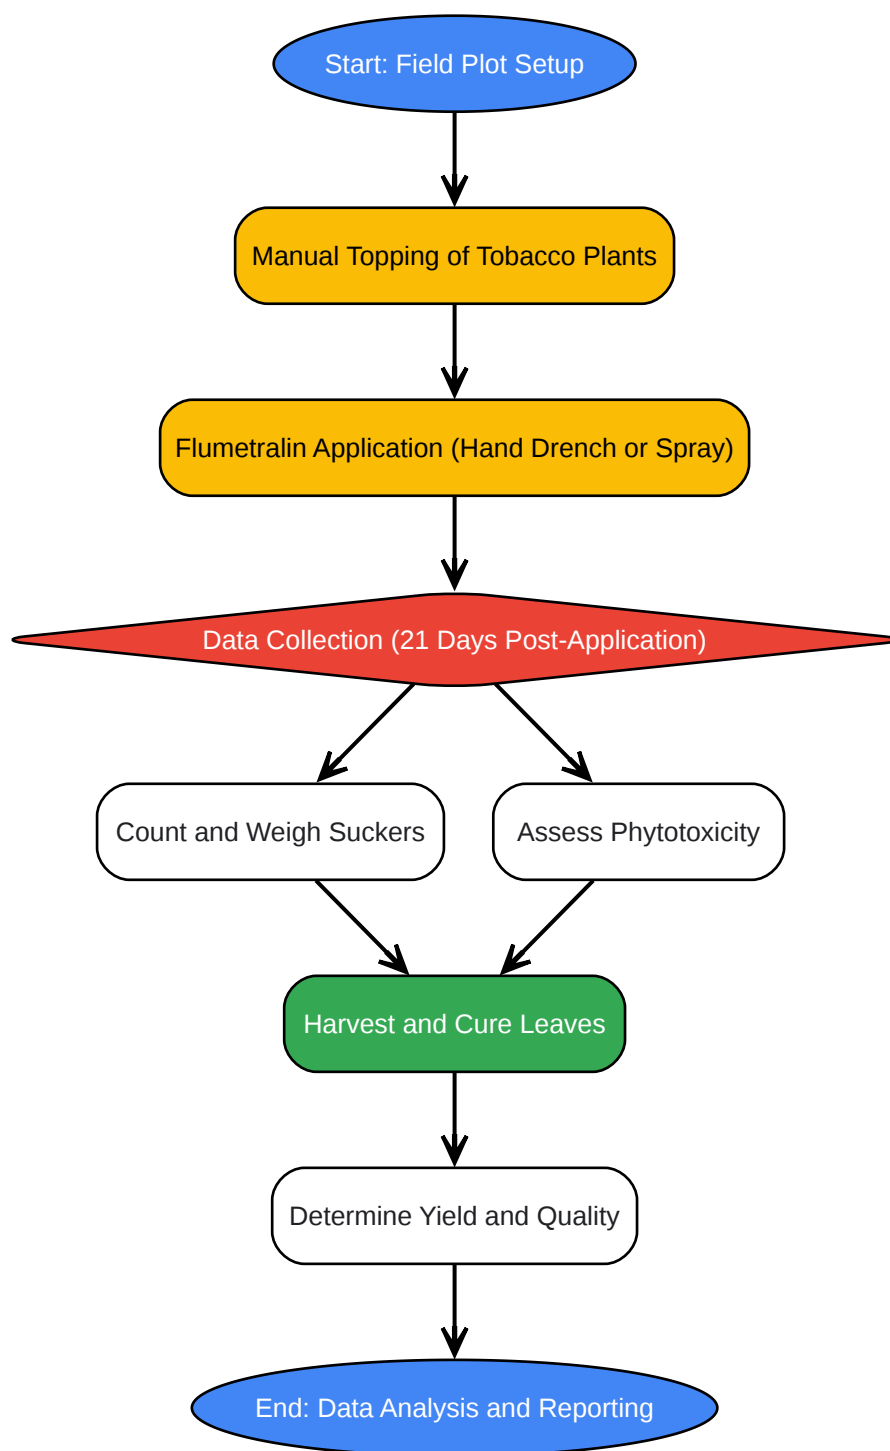 Start: Field Plot Setup
Manual Topping of Tobacco Plants
Flumetralin Application (Hand Drench or Spray)
Data Collection (21 Days Post-Application)
Count and Weigh Suckers
Assess Phytotoxicity
Harvest and Cure Leaves
Determine Yield and Quality
End: Data Analysis and Reporting